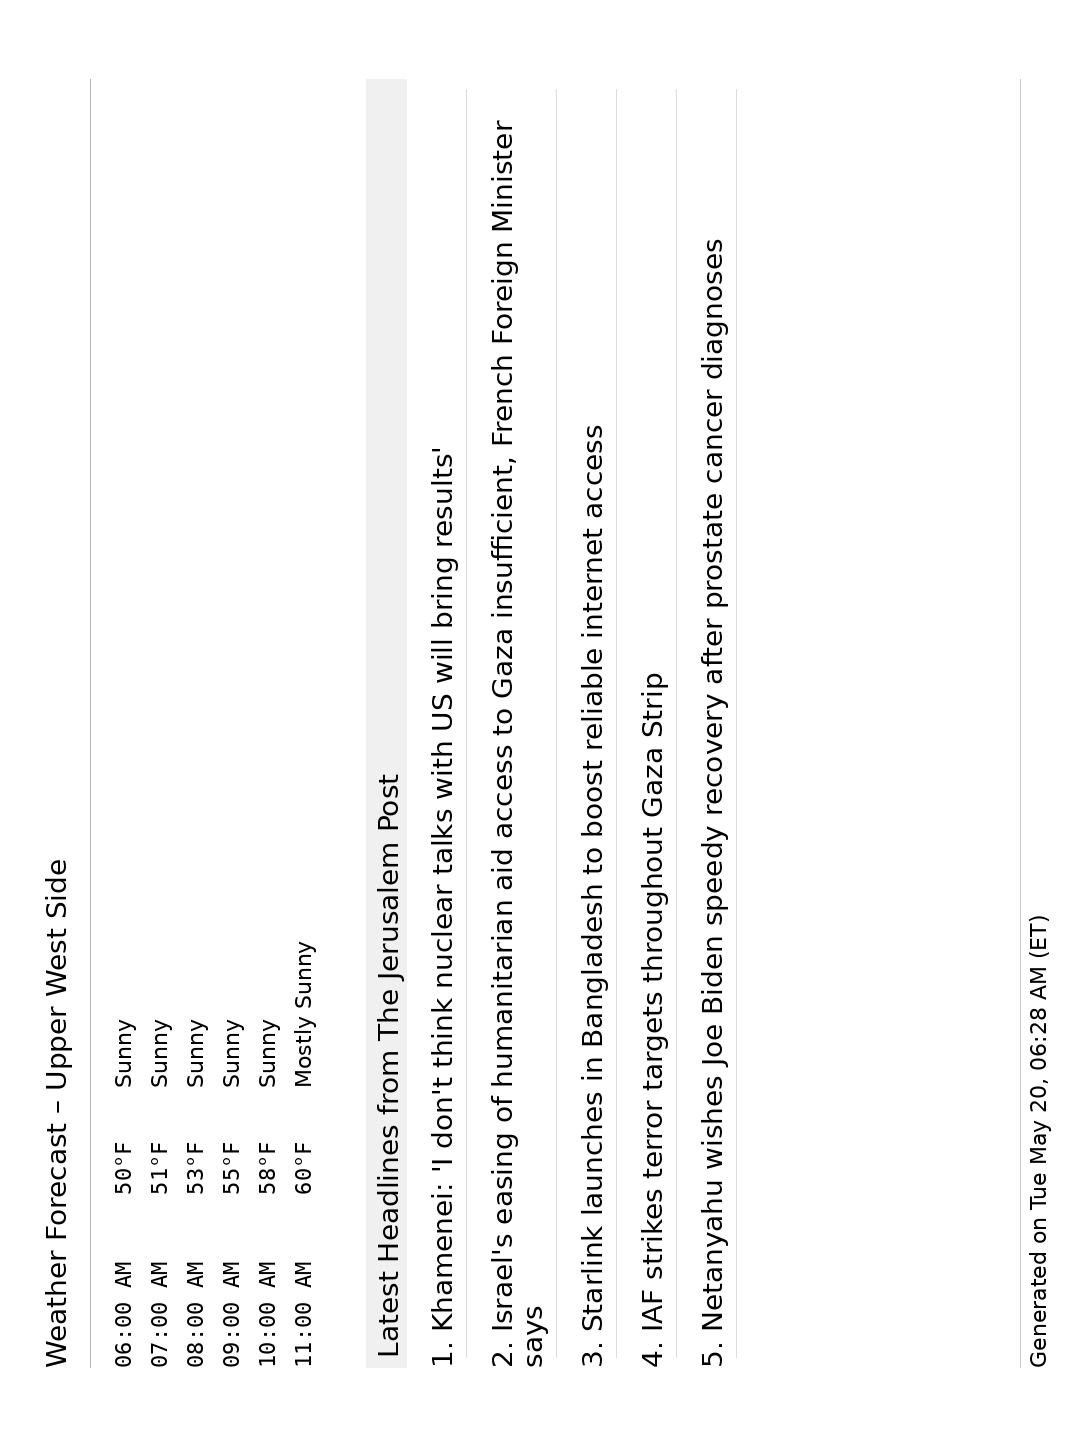 Weather Forecast – Upper West Side
06:00 AM 50°F Sunny
07:00 AM 51°F Sunny
08:00 AM 53°F Sunny
09:00 AM 55°F Sunny
10:00 AM 58°F Sunny
11:00 AM 60°F Mostly Sunny
Latest Headlines from The Jerusalem Post
1. Khamenei: 'I don't think nuclear talks with US will bring results'
2. Israel's easing of humanitarian aid access to Gaza insufficient, French Foreign Minister
says
3. Starlink launches in Bangladesh to boost reliable internet access
4. IAF strikes terror targets throughout Gaza Strip
5. Netanyahu wishes Joe Biden speedy recovery after prostate cancer diagnoses
Generated on Tue May 20, 06:28 AM (ET)